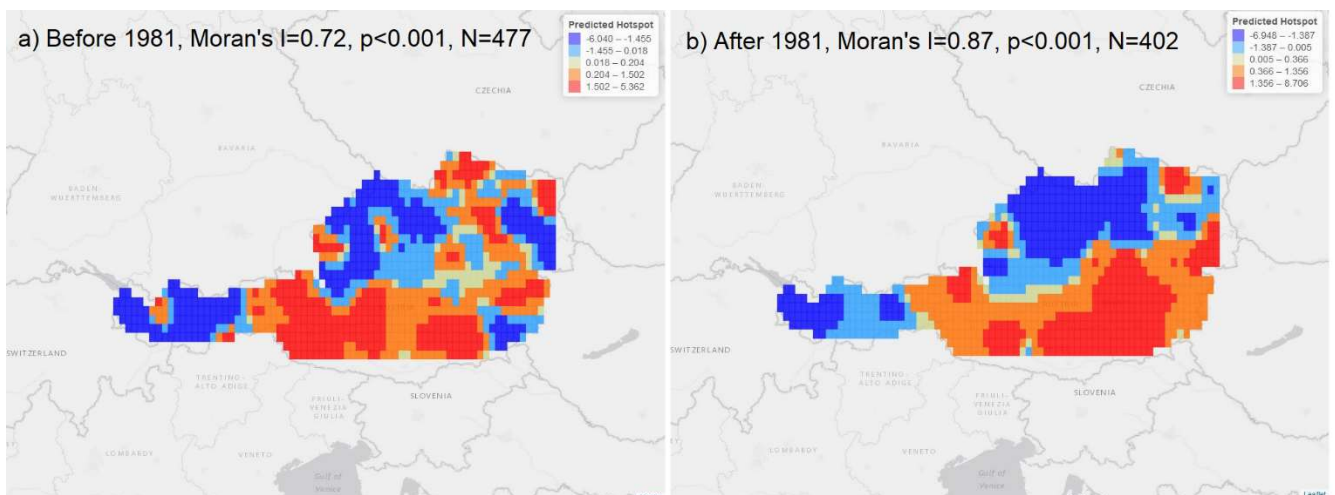 a) Before 1981, Moran's I=0.72, p<0.001, N=477
Predicted Hotspot
-6.040 – -1.455
-1.455 – 0.018
0.018 – 0.204
0.204 – 1.502
1.502 – 5.362
CZECHIA
BAVARIA
BADEN-
WUERTTEMBERG
SWITZERLAND
TRENTINO-
ALTO ADIGE
FRIULI-
VENEZIA
GIULIA
SLOVENIA
LOMBARDY
VENETO
Gulf of
Venice
b) After 1981, Moran's I=0.87, p<0.001, N=402
Predicted Hotspot
-6.948 – -1.387
-1.387 – 0.005
0.005 – 0.366
0.366 – 1.356
1.356 – 8.706
CZECHIA
BAVARIA
BADEN-
WUERTTEMBERG
SWITZERLAND
TRENTINO-
ALTO ADIGE
FRIULI-
VENEZIA
GIULIA
SLOVENIA
LOMBARDY
VENETO
Gulf of
Venice
Leaflet